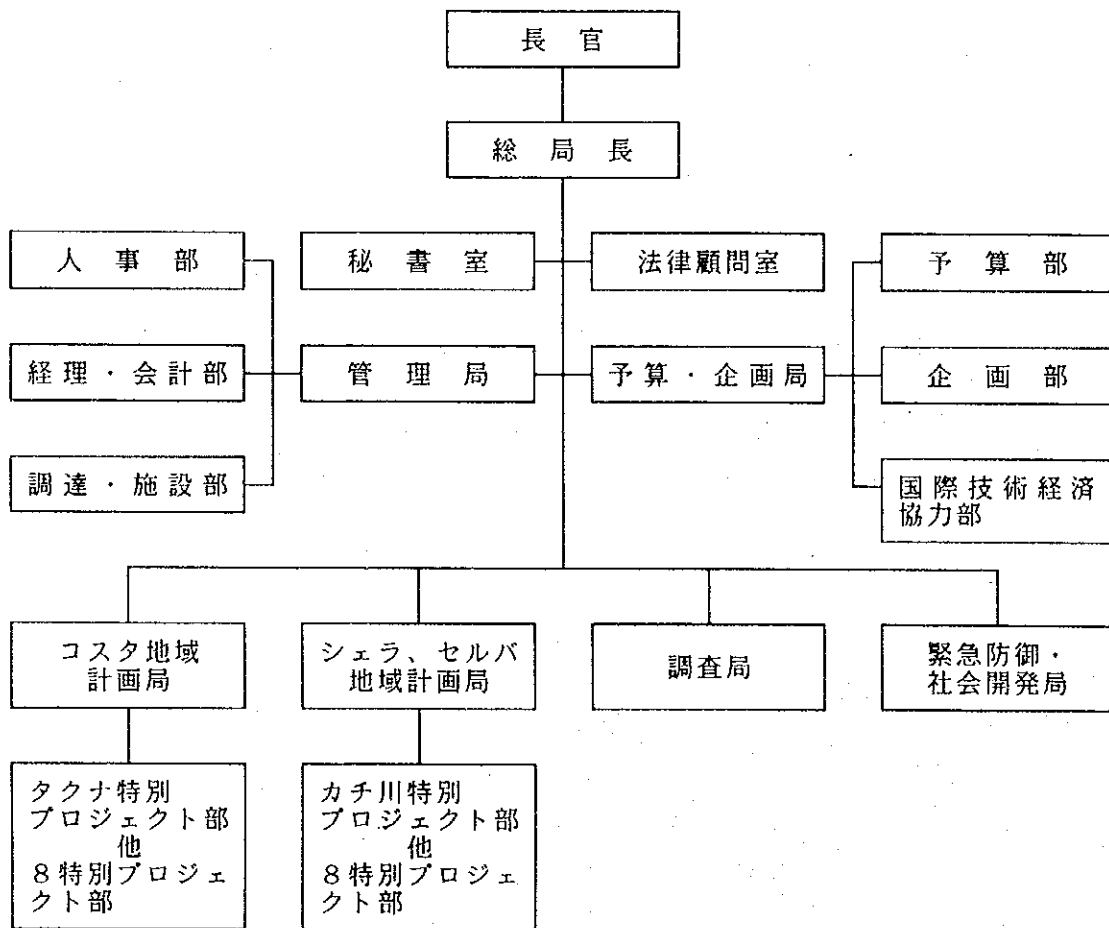 長官
総局長
人事部
秘書室
法律顧問室
予算部
経理・会計部
管理局
予算・企画局
企画部
調達・施設部
国際技術経済
協力部
コスタ地域
計画局
シェラ、セルバ
地域計画局
調査局
緊急防御・
社会開発局
タクナ特別
プロジェクト部
他
8特別プロジェ
クト部
カチ川特別
プロジェクト部
他
8特別プロジェ
クト部